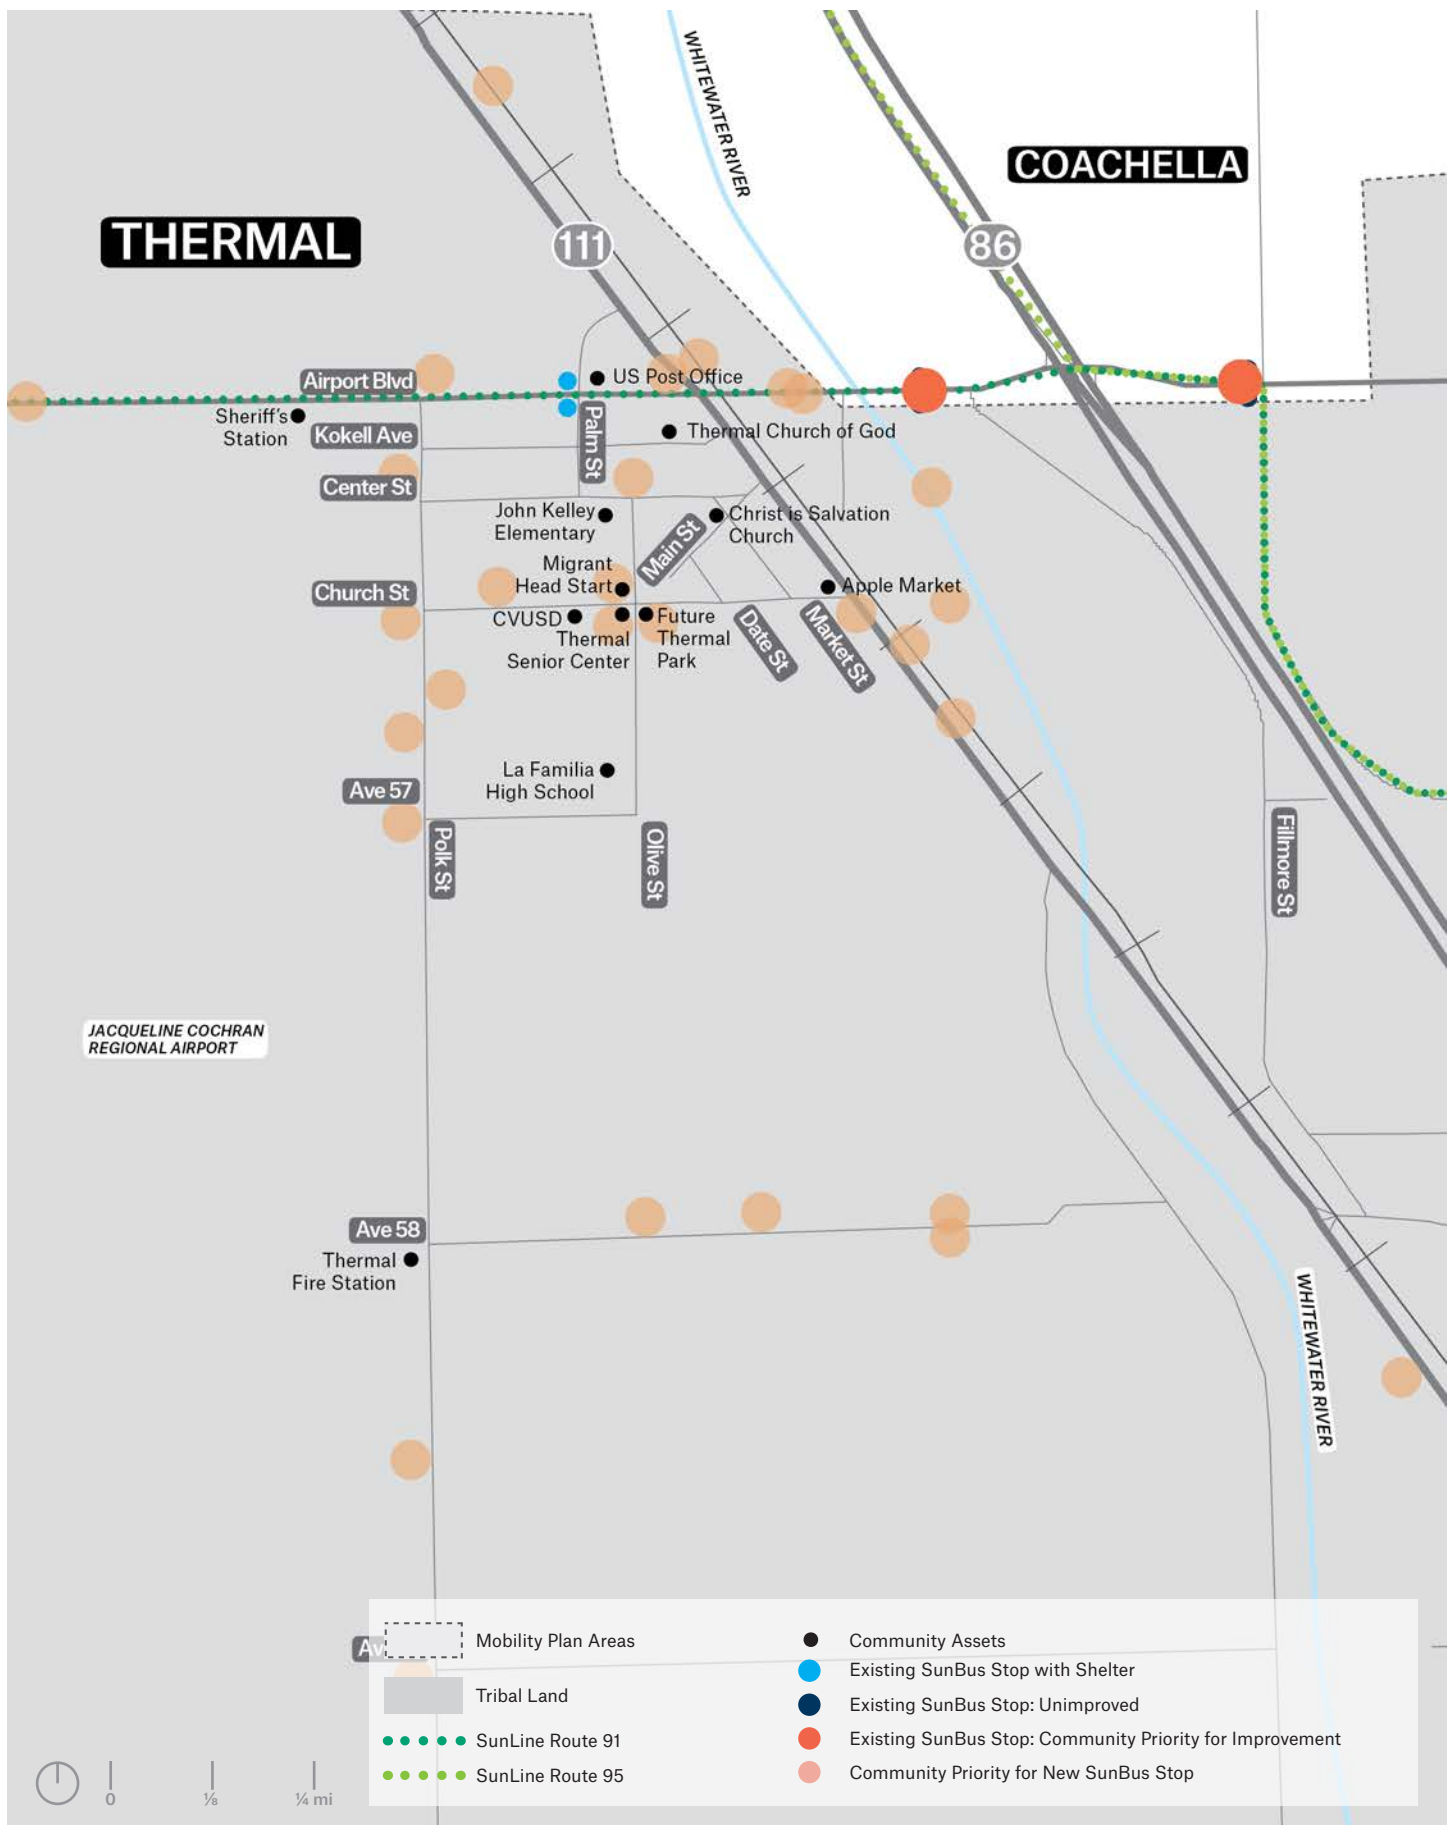 WHITEWATER RIVER
COACHELLA
THERMAL
111
86
Airport Blvd
US Post Office
Sheriff's
Station
Kokell Ave
Palm St
Thermal Church of God
Center St
John Kelley
Elementary
Christ is Salvation
Church
Main St
Migrant
Head Start
Apple Market
Church St
CVUSD
Thermal
Senior Center
Future
Thermal
Park
Date St
Market St
La Familia
High School
Ave 57
Polk St
Olive St
Fillmore St
JACQUELINE COCHRAN
REGIONAL AIRPORT
Ave 58
Thermal
Fire Station
WHITEWATER RIVER
Mobility Plan Areas
Tribal Land
SunLine Route 91
SunLine Route 95
Community Assets
Existing SunBus Stop with Shelter
Existing SunBus Stop: Unimproved
Existing SunBus Stop: Community Priority for Improvement
Community Priority for New SunBus Stop
0 ⅛ ¼ mi